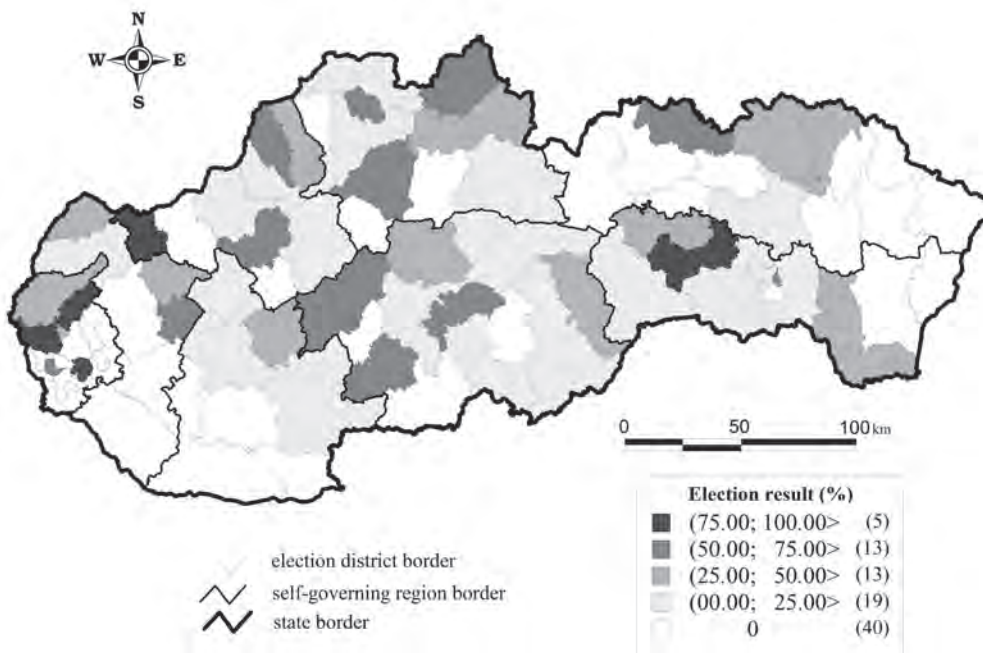 N
W E
S
0 50 100 km
Election result (%)
(75.00; 100.00> (5)
(50.00; 75.00> (13)
(25.00; 50.00> (13)
(00.00; 25.00> (19)
0 (40)
election district border
self-governing region border
state border